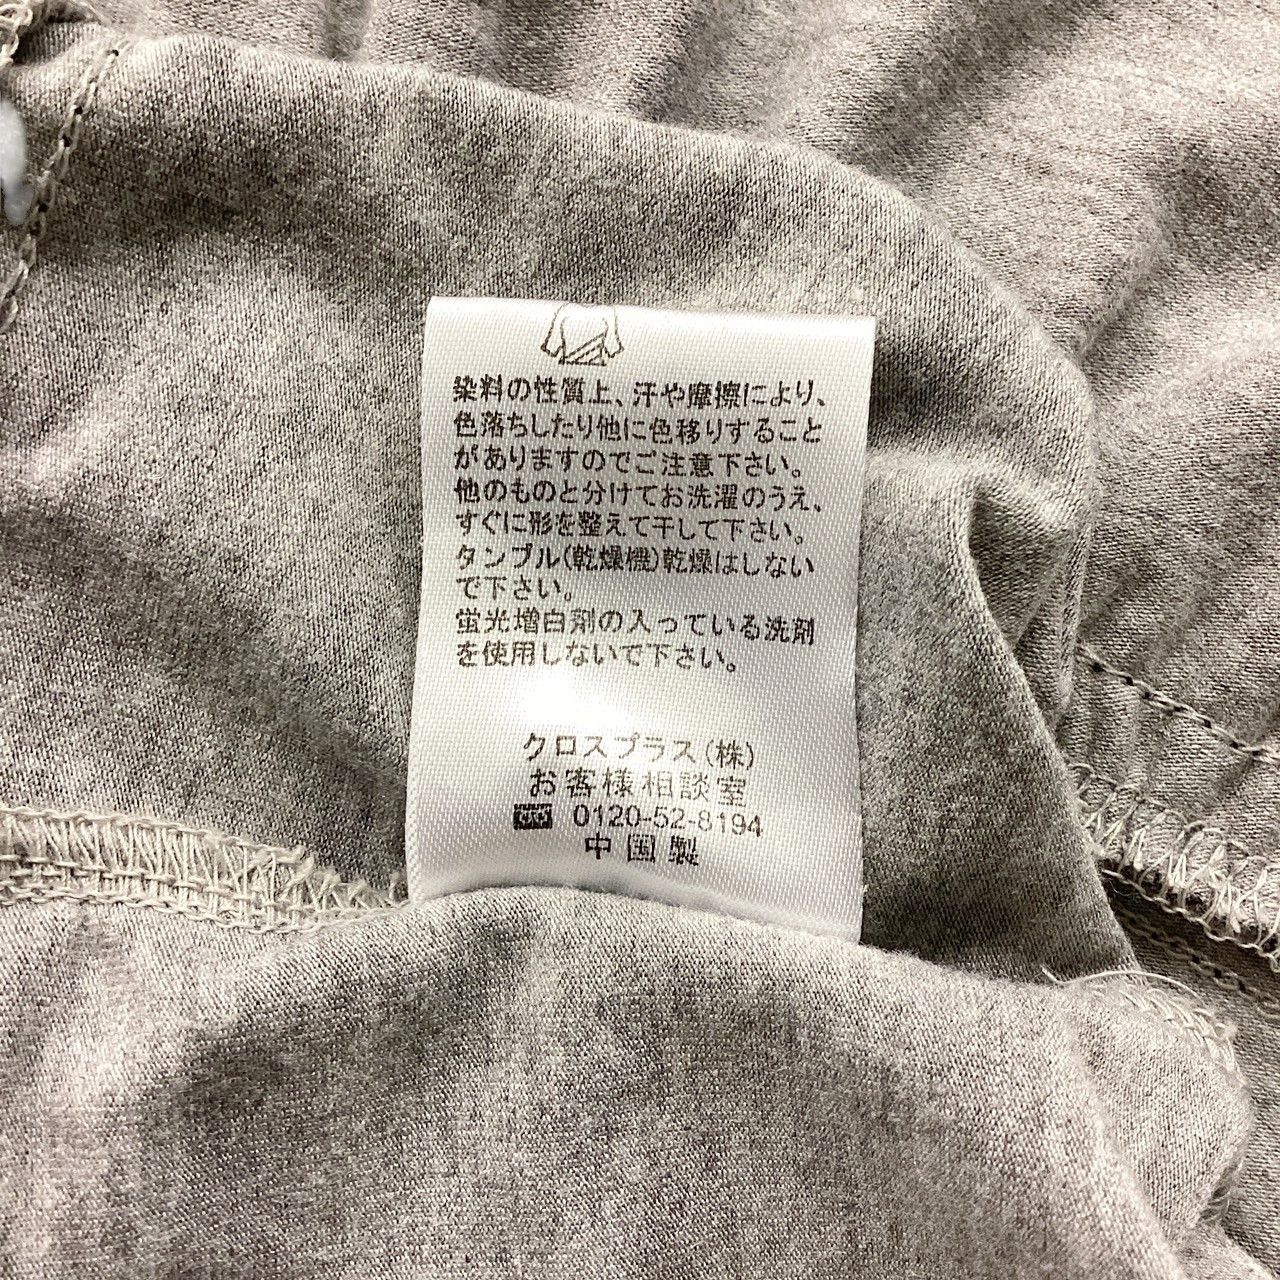 染料の性質上、汗や摩擦により、
色落ちしたり他に色移りすること
がありますのでご注意下さい。
他のものと分けてお洗濯のうえ、
すぐに形を整えて干して下さい。
タンブル(乾燥機)乾燥はしない
で下さい。
蛍光増白剤の入っている洗剤
を使用しないで下さい。
クロスプラス(株)
お客様相談室
0120-52-8194
中国製